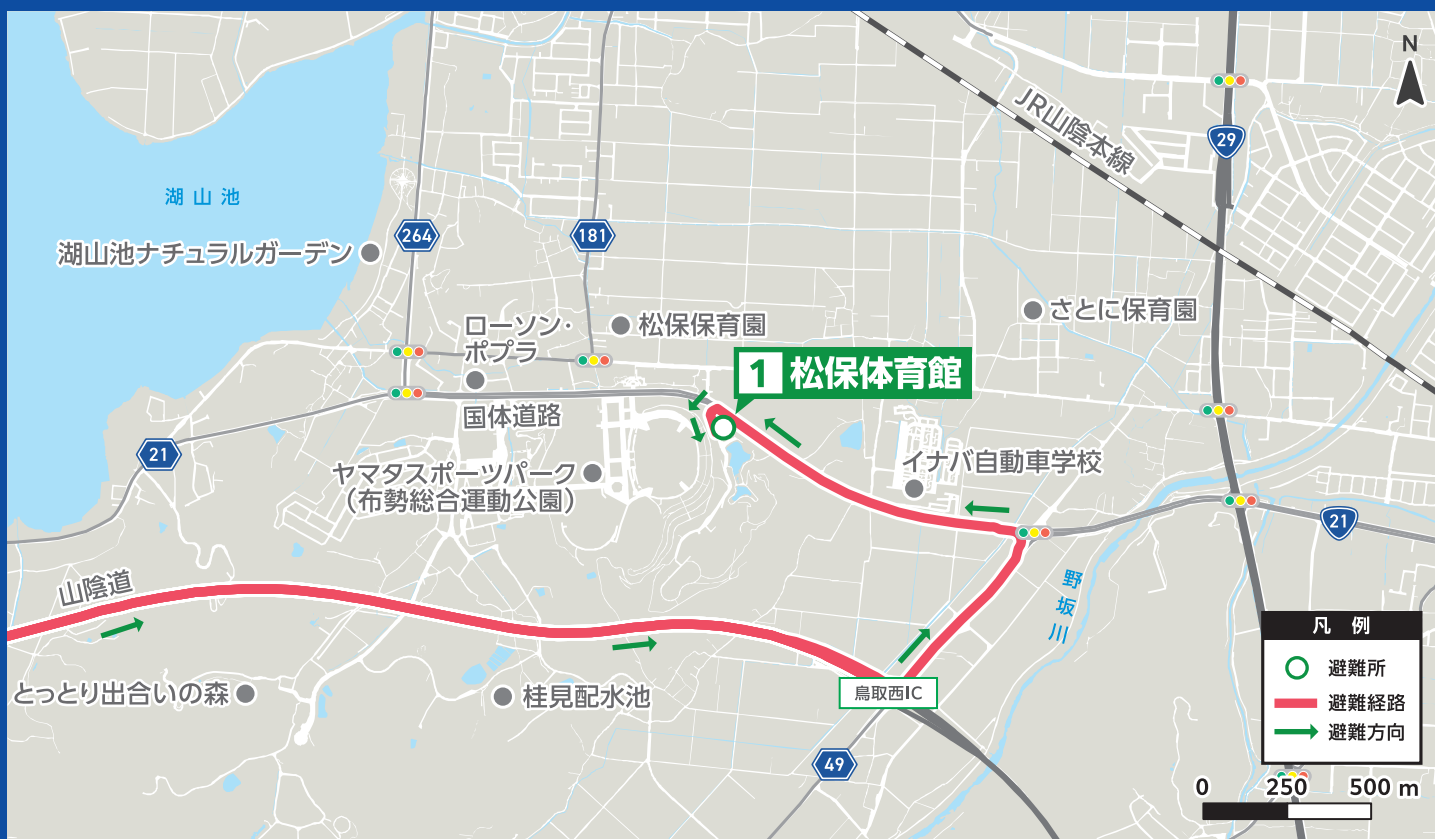 N
JR山陰本線
29
湖山池
264
181
湖山池ナチュラルガーデン
さとに保育園
ローソン・
ポプラ
松保保育園
1 松保体育館
国体道路
21
ヤマタスポーツパーク
(布勢総合運動公園)
イナバ自動車学校
21
山陰道
野坂川
とっとり出合いの森
桂見配水池
鳥取西IC
49
凡例
避難所
避難経路
避難方向
0 250 500 m